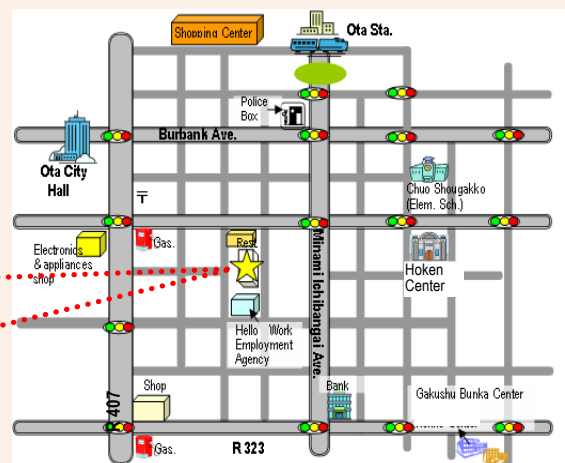 Shopping Center
Ota Sta.
Police
Box
Burbank Ave.
Ota City
Hall
〒
Chuo Shougakko
(Elem. Sch.)
Gas.
Rest
Electronics
& appliances
shop
Minami Ichibangai Ave.
Hoken
Center
Hello Work
Employment
Agency
Shop
Bank
Gakushu Bunka Center
R 407
Gas.
R 323